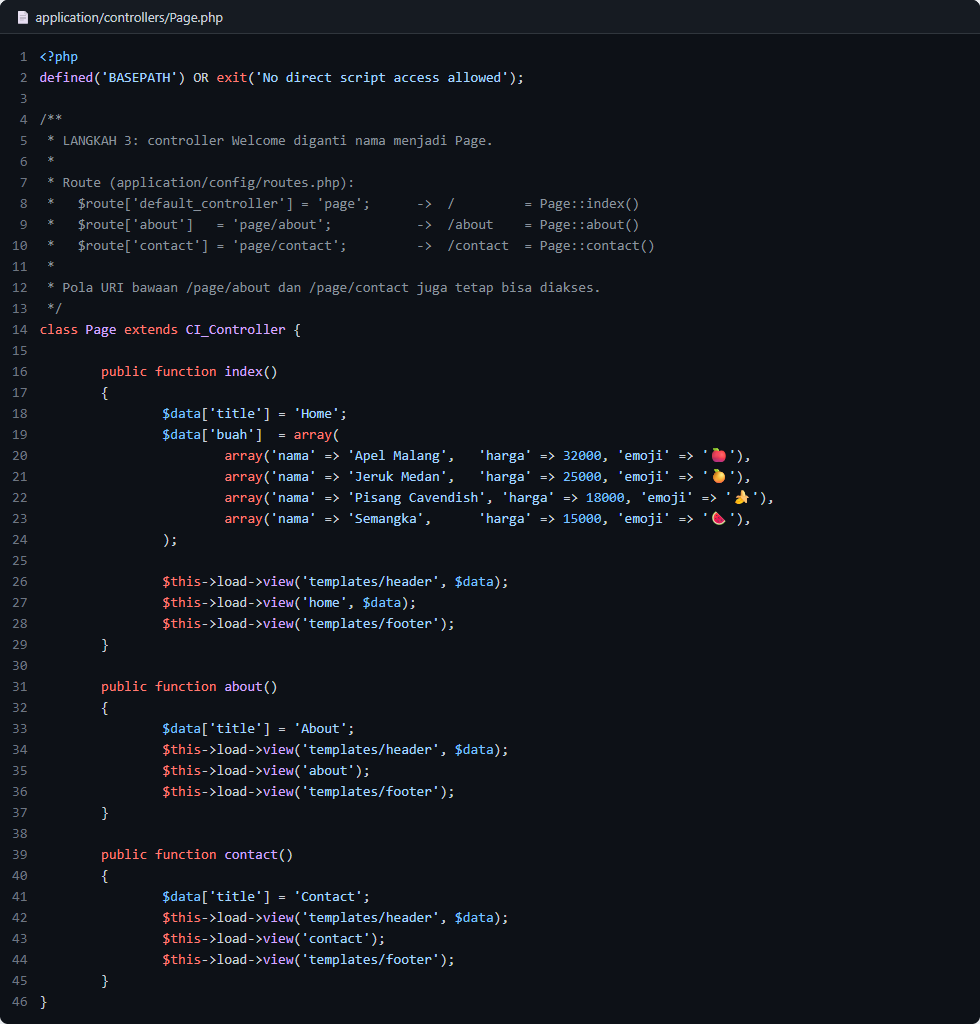 application/controllers/Page.php
1 <?php
2 defined('BASEPATH') OR exit('No direct script access allowed');
3
4 /**
5  * LANGKAH 3: controller Welcome diganti nama menjadi Page.
6  *
7  * Route (application/config/routes.php):
8  *   $route['default_controller'] = 'page';      ->  /         = Page::index()
9  *   $route['about']   = 'page/about';           ->  /about    = Page::about()
10  *   $route['contact'] = 'page/contact';         ->  /contact  = Page::contact()
11  *
12  * Pola URI bawaan /page/about dan /page/contact juga tetap bisa diakses.
13  */
14 class Page extends CI_Controller {
15
16         public function index()
17         {
18                 $data['title'] = 'Home';
19                 $data['buah']  = array(
20                         array('nama' => 'Apel Malang',   'harga' => 32000, 'emoji' => '🍎'),
21                         array('nama' => 'Jeruk Medan',   'harga' => 25000, 'emoji' => '🍊'),
22                         array('nama' => 'Pisang Cavendish', 'harga' => 18000, 'emoji' => '🍌'),
23                         array('nama' => 'Semangka',      'harga' => 15000, 'emoji' => '🍉'),
24                 );
25
26                 $this->load->view('templates/header', $data);
27                 $this->load->view('home', $data);
28                 $this->load->view('templates/footer');
29         }
30
31         public function about()
32         {
33                 $data['title'] = 'About';
34                 $this->load->view('templates/header', $data);
35                 $this->load->view('about');
36                 $this->load->view('templates/footer');
37         }
38
39         public function contact()
40         {
41                 $data['title'] = 'Contact';
42                 $this->load->view('templates/header', $data);
43                 $this->load->view('contact');
44                 $this->load->view('templates/footer');
45         }
46 }